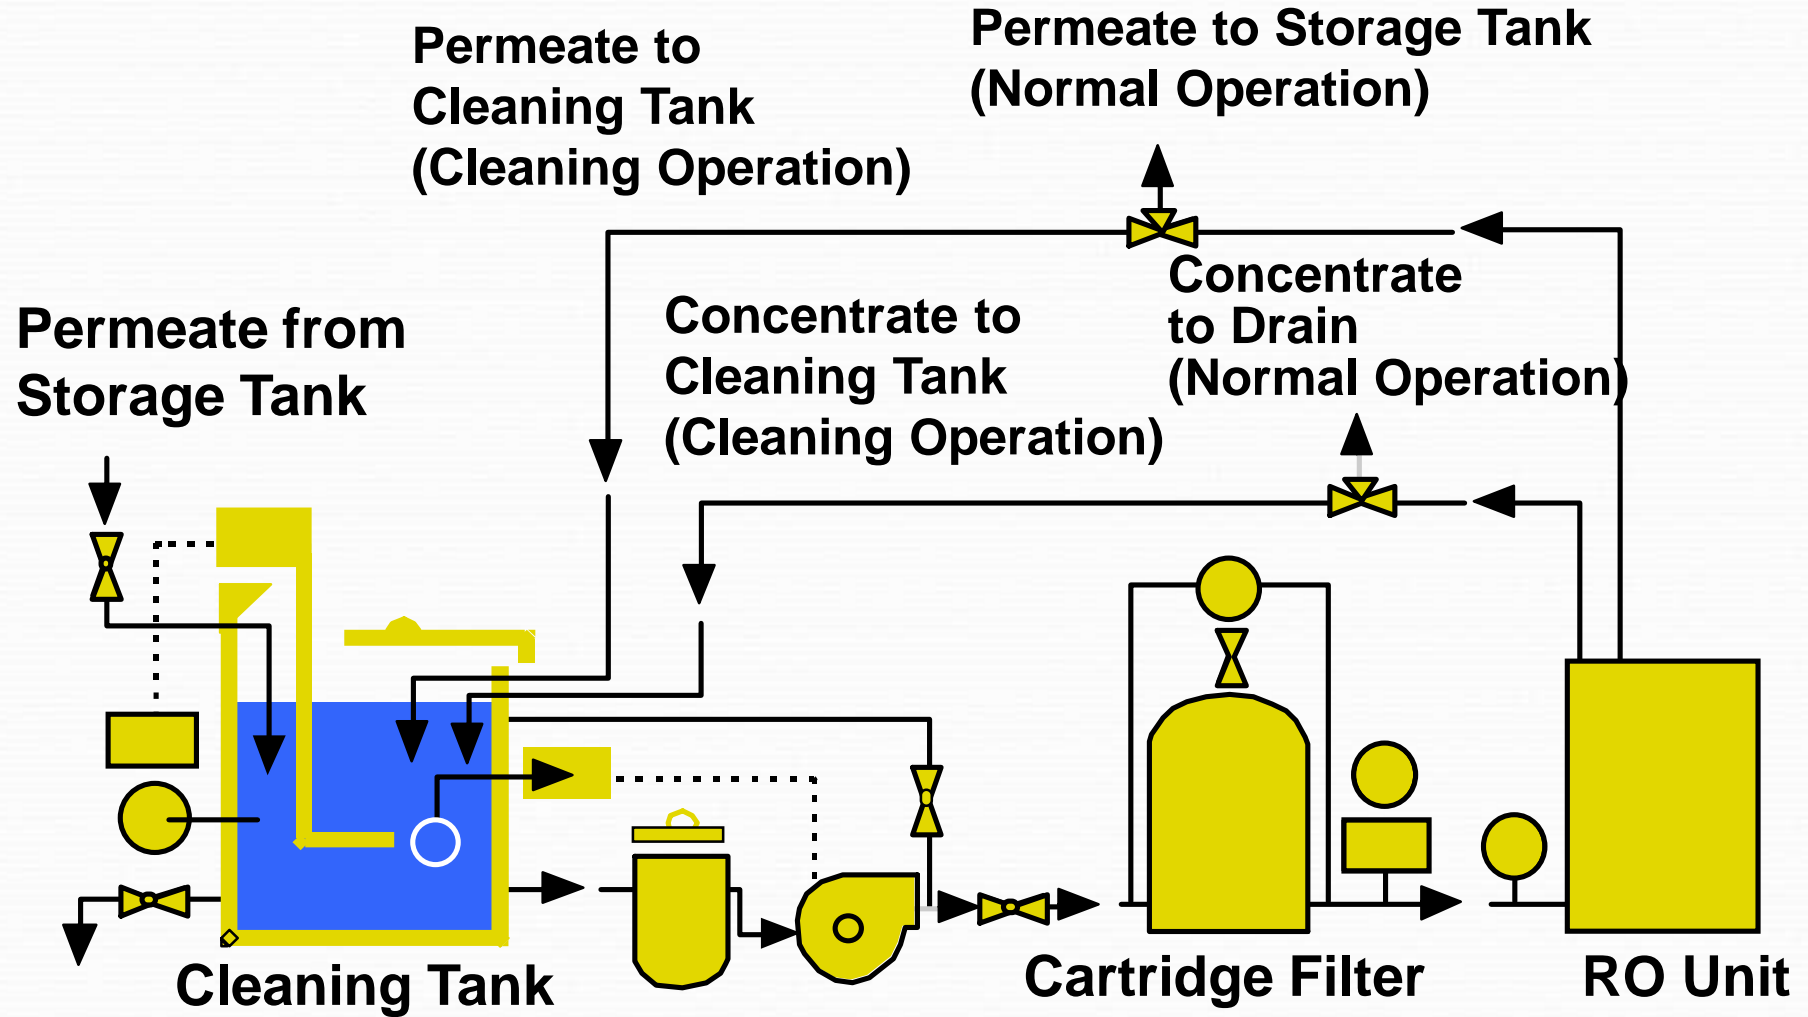 Permeate to
Cleaning Tank
(Cleaning Operation)
Permeate to Storage Tank
(Normal Operation)
Concentrate
to Drain
(Normal Operation)
Concentrate to
Cleaning Tank
(Cleaning Operation)
Permeate from
Storage Tank
Cleaning Tank
Cartridge Filter
RO Unit